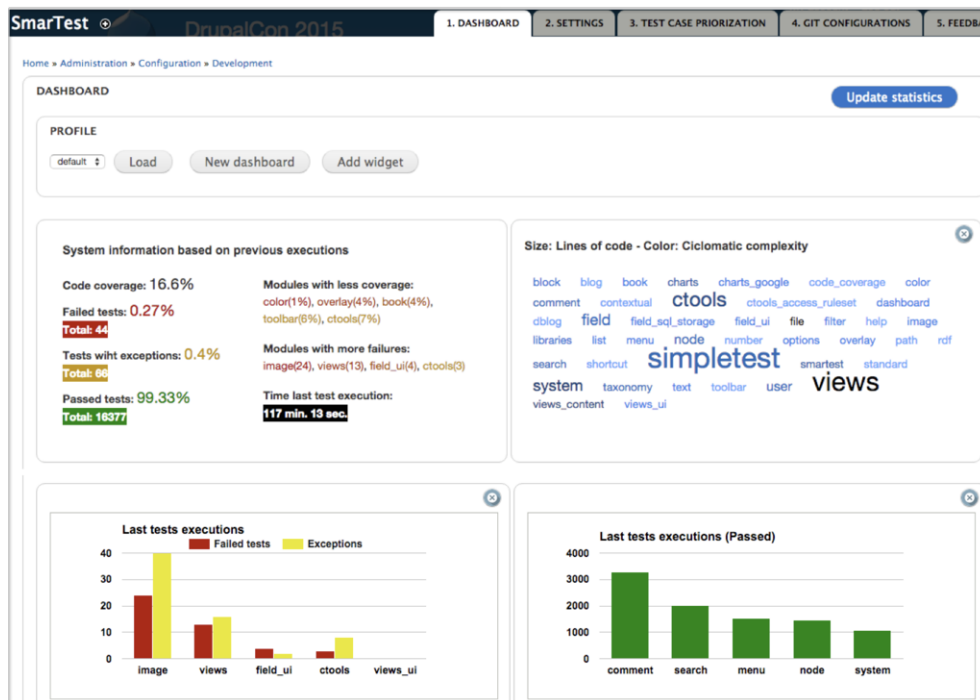 SmarTest
DrupalCon 2015
1. DASHBOARD
2. SETTINGS
3. TEST CASE PRIORIZATION
4. GIT CONFIGURATIONS
5. FEEDBA
Home » Administration » Configuration » Development
DASHBOARD
Update statistics
PROFILE
default
Load
New dashboard
Add widget
System information based on previous executions
Code coverage: 16.6%
Failed tests: 0.27%
Total: 44
Tests wiht exceptions: 0.4%
Total: 66
Passed tests: 99.33%
Total: 16377
Modules with less coverage:
color(1%), overlay(4%), book(4%),
toolbar(6%), ctools(7%)
Modules with more failures:
image(24), views(13), field_ui(4), ctools(3)
Time last test execution:
117 min. 13 sec.
Size: Lines of code - Color: Ciclomatic complexity
block blog book charts charts_google code_coverage color
comment contextual ctools ctools_access_ruleset dashboard
dblog field field_sql_storage field_ui file filter help image
libraries list menu node number options overlay path rdf
search shortcut simpletest smartest standard
system taxonomy text toolbar user views
views_content views_ui
Last tests executions
Failed tests Exceptions
40
30
20
10
0
image views field_ui ctools views_ui
Last tests executions (Passed)
4000
3000
2000
1000
0
comment search menu node system